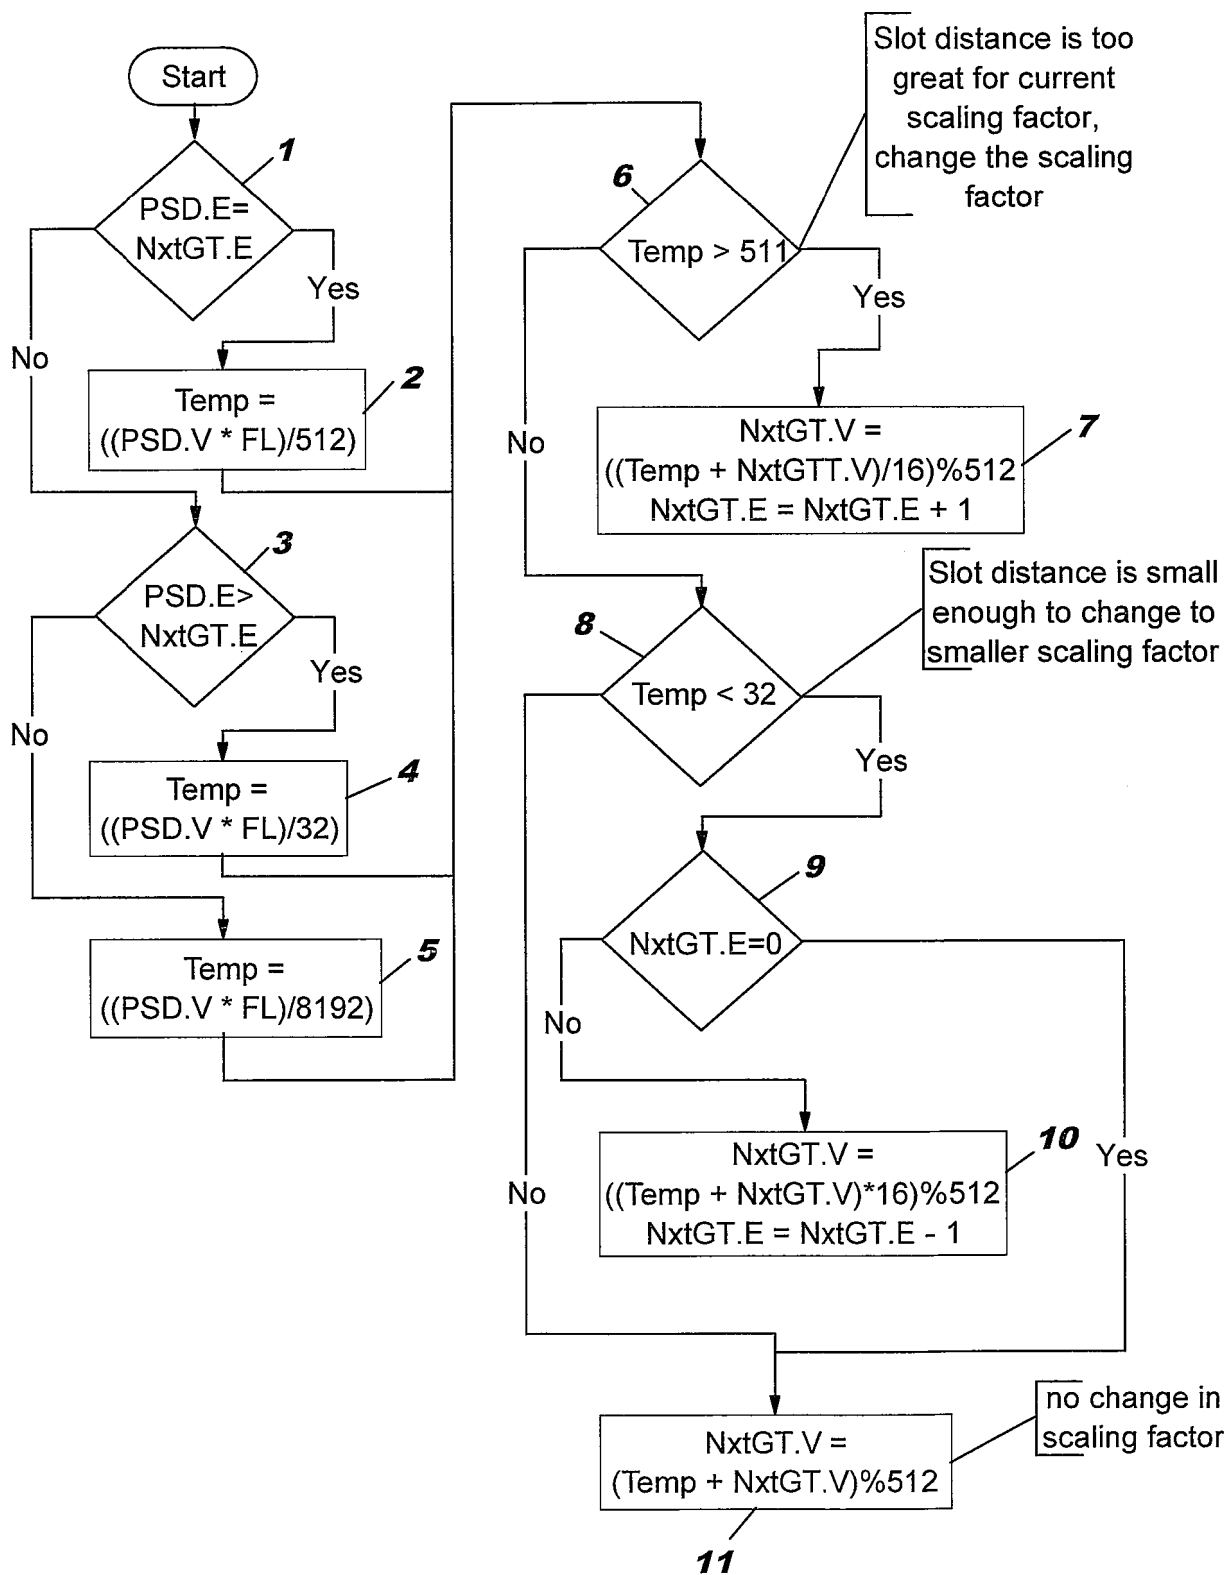 Start
1
PSD.E=
NxtGT.E
Yes
No
2
Temp =
((PSD.V * FL)/512)
3
PSD.E>
NxtGT.E
Yes
No
4
Temp =
((PSD.V * FL)/32)
5
Temp =
((PSD.V * FL)/8192)
Slot distance is too
great for current
scaling factor,
change the scaling
factor
6
Temp > 511
Yes
No
7
NxtGT.V =
((Temp + NxtGTT.V)/16)%512
NxtGT.E = NxtGT.E + 1
Slot distance is small
enough to change to
smaller scaling factor
8
Temp < 32
Yes
No
9
NxtGT.E=0
No
Yes
10
NxtGT.V =
((Temp + NxtGT.V)*16)%512
NxtGT.E = NxtGT.E - 1
no change in
scaling factor
NxtGT.V =
(Temp + NxtGT.V)%512
11